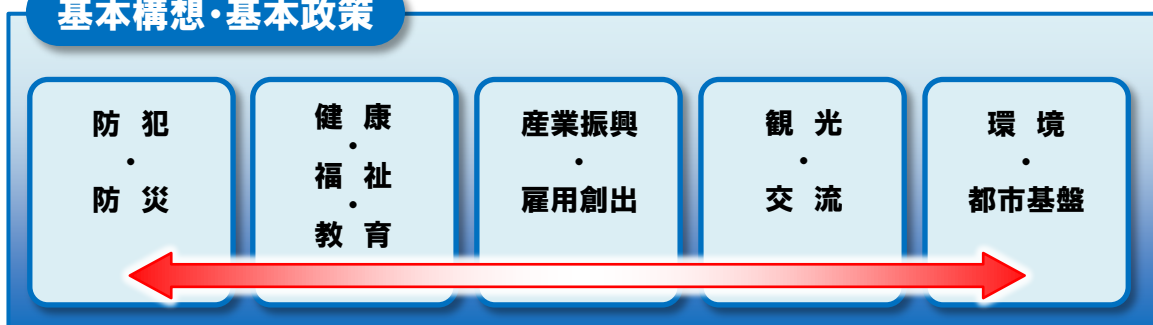 基本構想・基本政策
防 犯
・
防 災
健 康
・
福 祉
・
教 育
産業振興
・
雇用創出
観 光
・
交 流
環 境
・
都市基盤